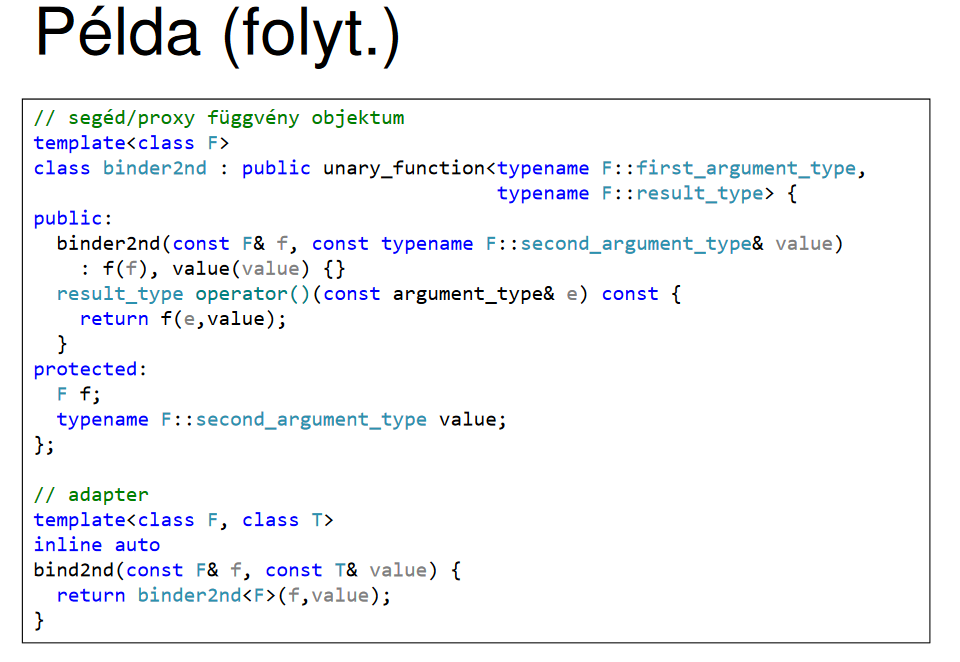 Példa (folyt.)
// segéd/proxy függvény objektum
template<class F>
class binder2nd : public unary_function<typename F::first_argument_type,
                                        typename F::result_type> {
public:
  binder2nd(const F& f, const typename F::second_argument_type& value)
    : f(f), value(value) {}
  result_type operator()(const argument_type& e) const {
    return f(e,value);
  }
protected:
  F f;
  typename F::second_argument_type value;
};

// adapter
template<class F, class T>
inline auto
bind2nd(const F& f, const T& value) {
  return binder2nd<F>(f,value);
}